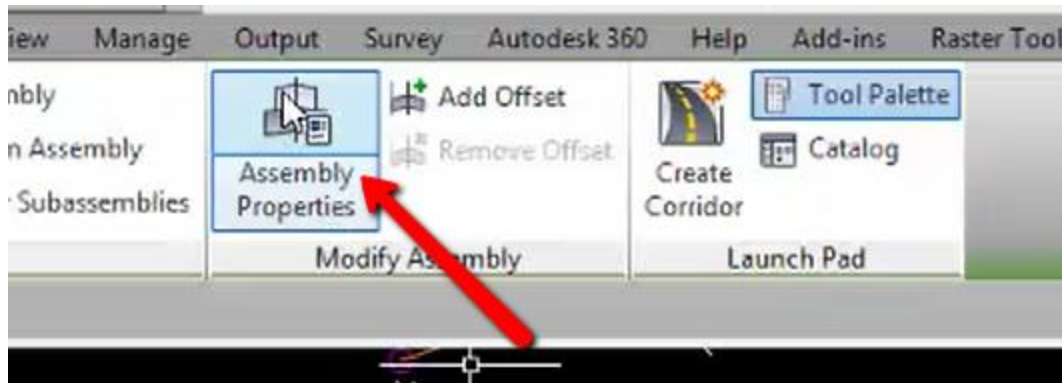 iew Manage Output Survey Autodesk 360 Help Add-ins Raster Tool
nbly
n Assembly
Subassemblies
Assembly
Properties
Add Offset
Remove Offset
Modify Assembly
Create
Corridor
Tool Palette
Catalog
Launch Pad